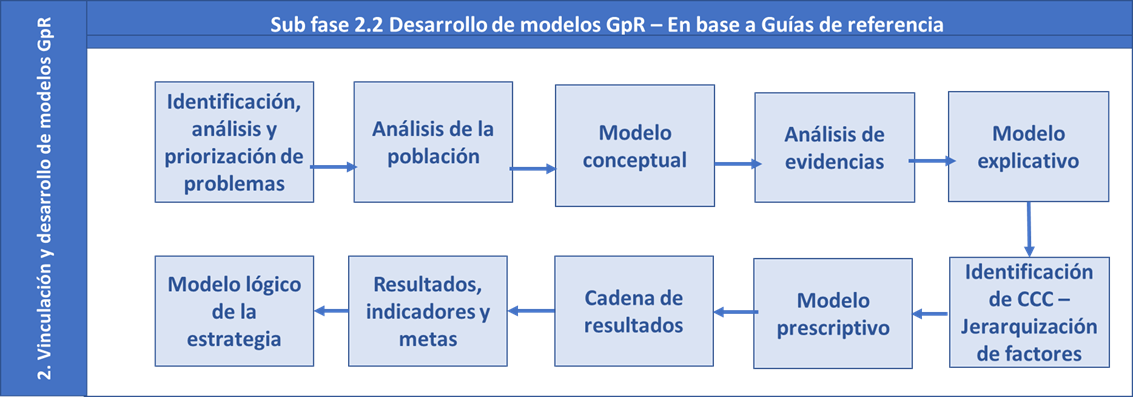 Sub fase 2.2 Desarrollo de modelos GpR – En base a Guías de referencia
2. Vinculación y desarrollo de modelos GpR
Identificación,
análisis y
priorización de
problemas
Análisis de la
población
Modelo
conceptual
Análisis de
evidencias
Modelo
explicativo
Identificación
de CCC –
Jerarquización
de factores
Modelo
prescriptivo
Cadena de
resultados
Resultados,
indicadores y
metas
Modelo lógico
de la
estrategia